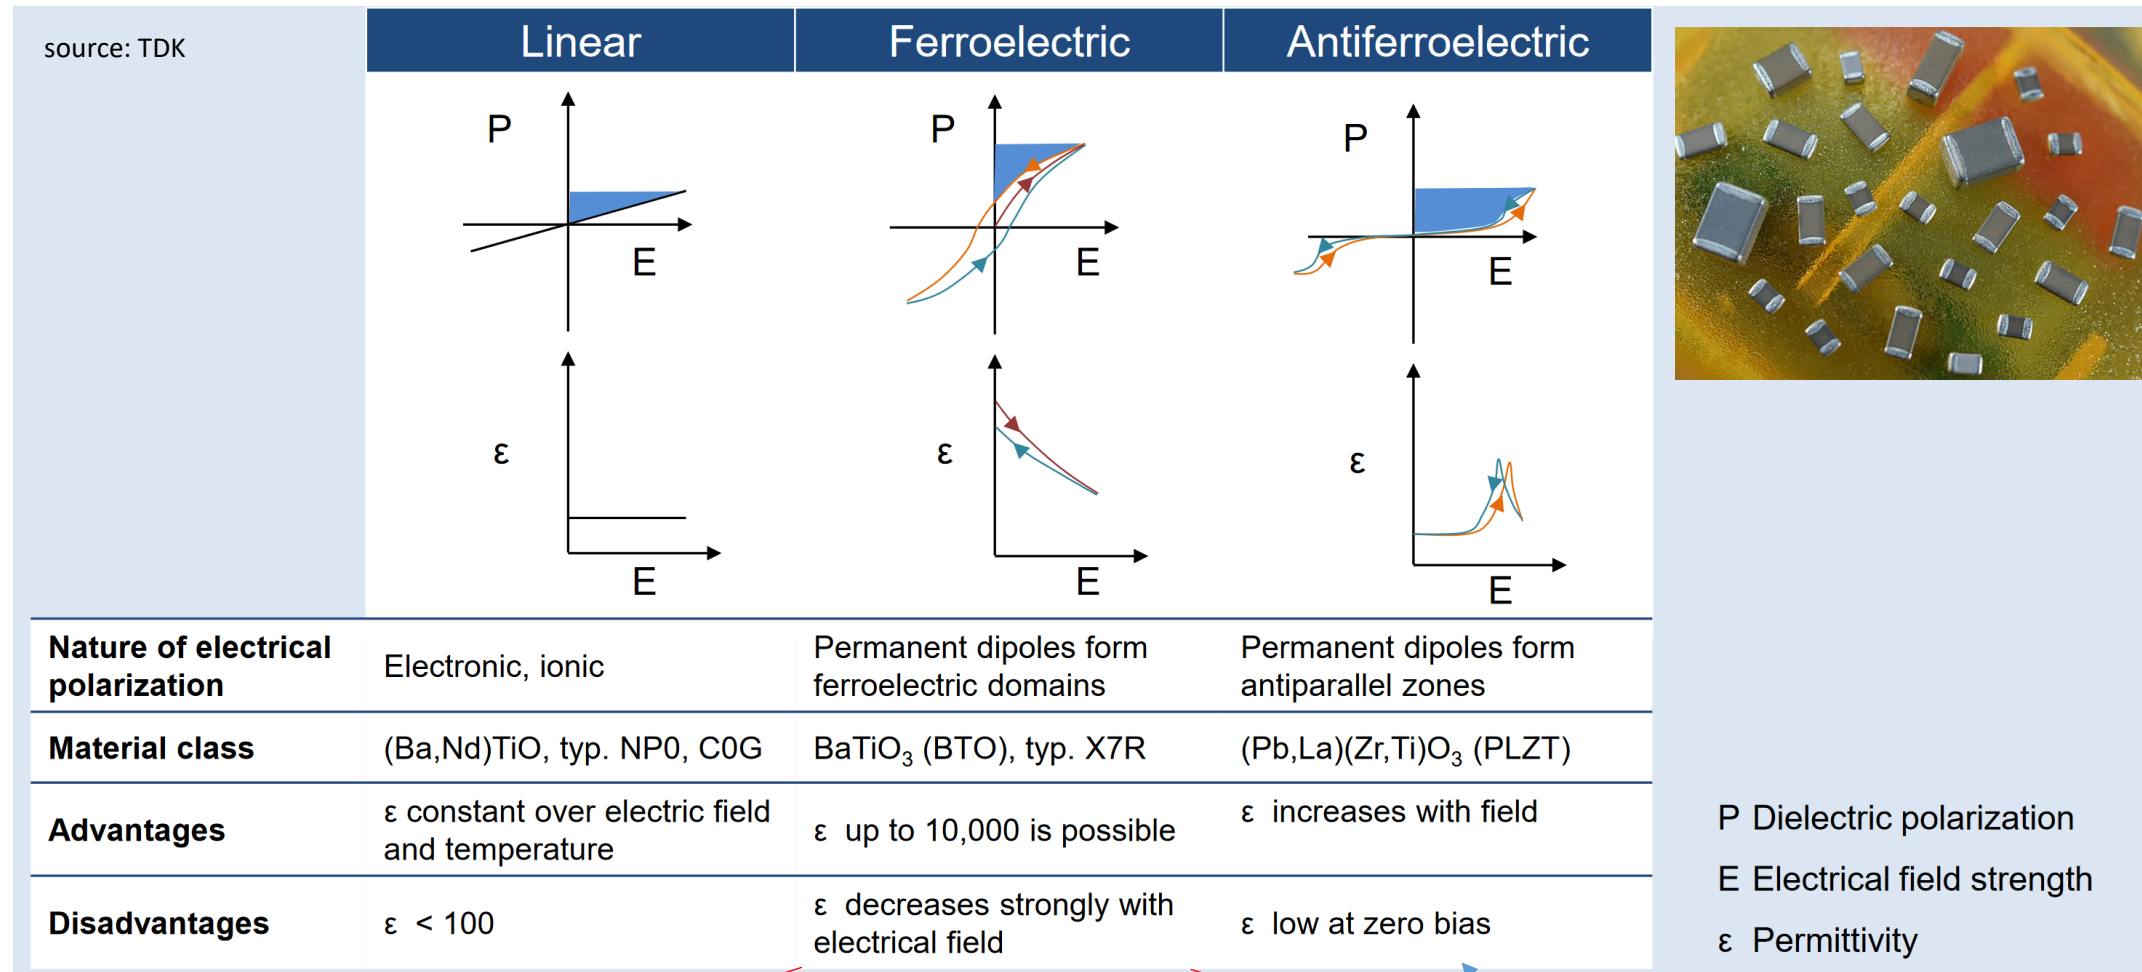 source: TDK
Linear
Ferroelectric
Antiferroelectric
P
E
P
E
P
E
ε
E
ε
E
ε
E
Nature of electrical
polarization
Electronic, ionic
Permanent dipoles form
ferroelectric domains
Permanent dipoles form
antiparallel zones
Material class
(Ba,Nd)TiO, typ. NP0, C0G
BaTiO₃ (BTO), typ. X7R
(Pb,La)(Zr,Ti)O₃ (PLZT)
Advantages
ε constant over electric field
and temperature
ε up to 10,000 is possible
ε increases with field
Disadvantages
ε < 100
ε decreases strongly with
electrical field
ε low at zero bias
P Dielectric polarization
E Electrical field strength
ε Permittivity